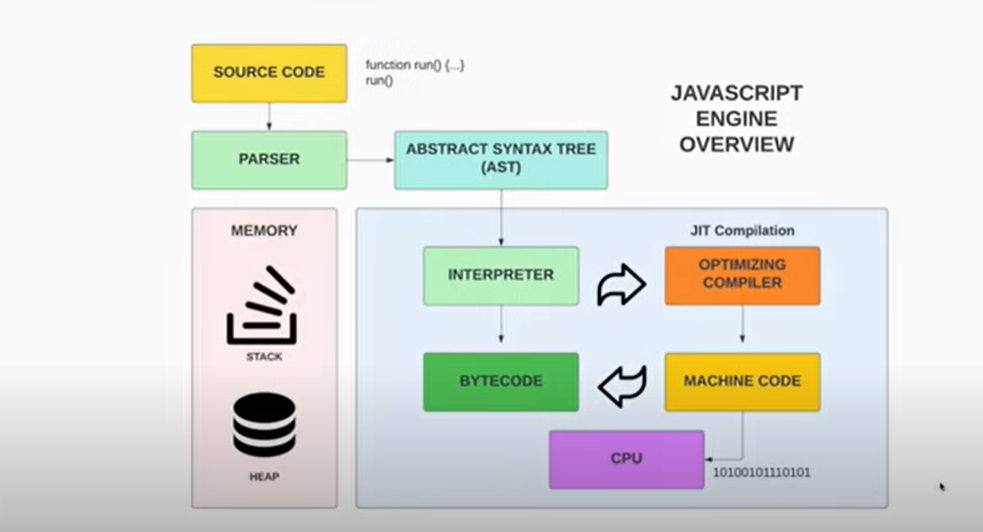 SOURCE CODE
function run() {...}
run()
JAVASCRIPT
ENGINE
OVERVIEW
PARSER
ABSTRACT SYNTAX TREE
(AST)
MEMORY
STACK
HEAP
JIT Compilation
INTERPRETER
OPTIMIZING
COMPILER
BYTECODE
MACHINE CODE
CPU
10100101110101